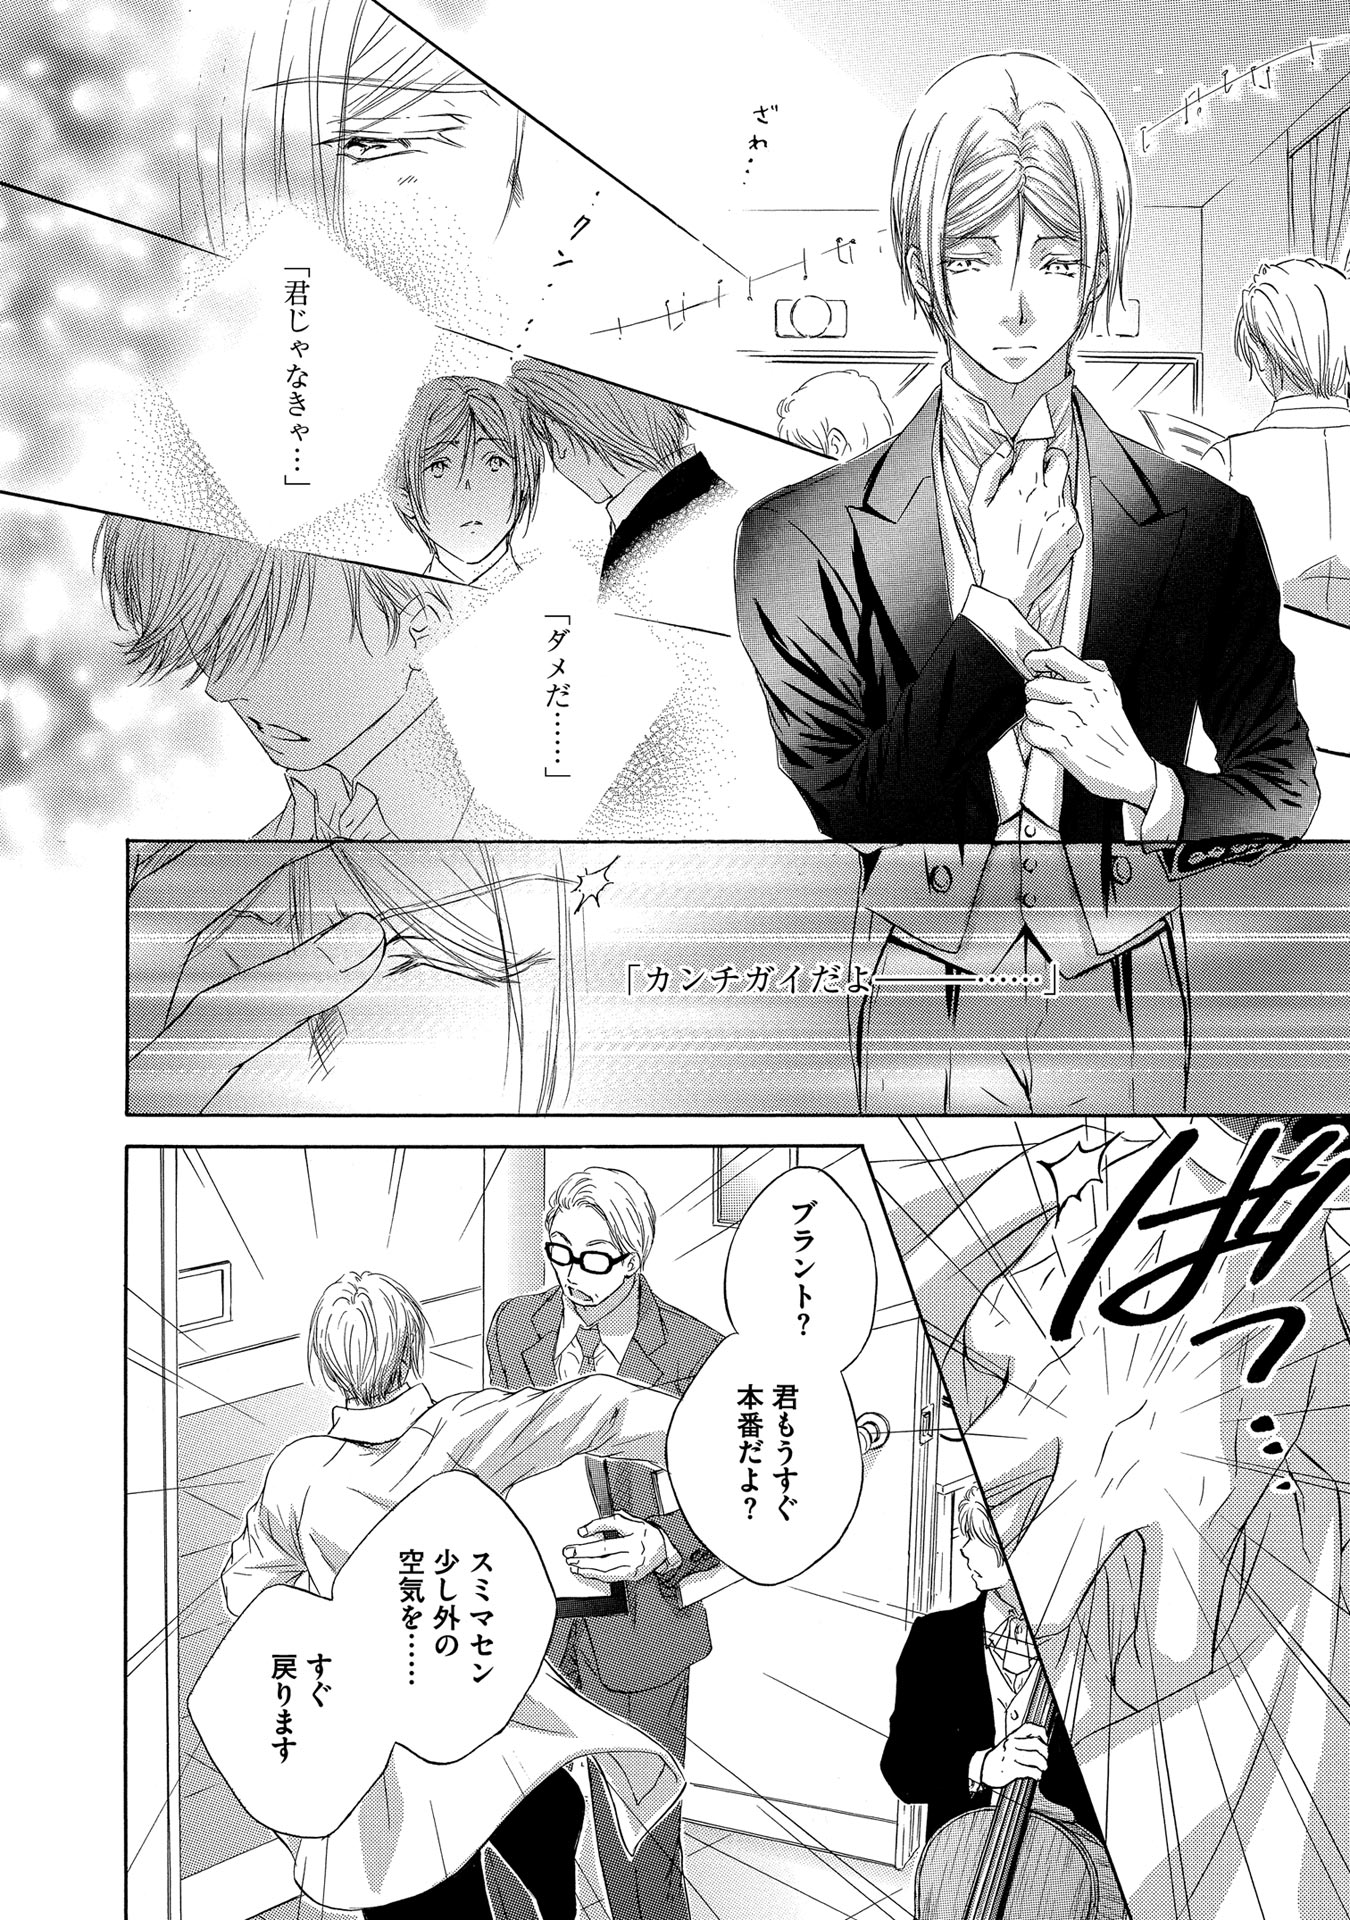 ざわ…
トクン…
「君じゃなきゃ…」
「ダメだ……」
「カンチガイだよ―――……」
ばっ…
ブラント?
君もうすぐ
本番だよ?
スミマセン
少し外の
空気を……
すぐ
戻ります